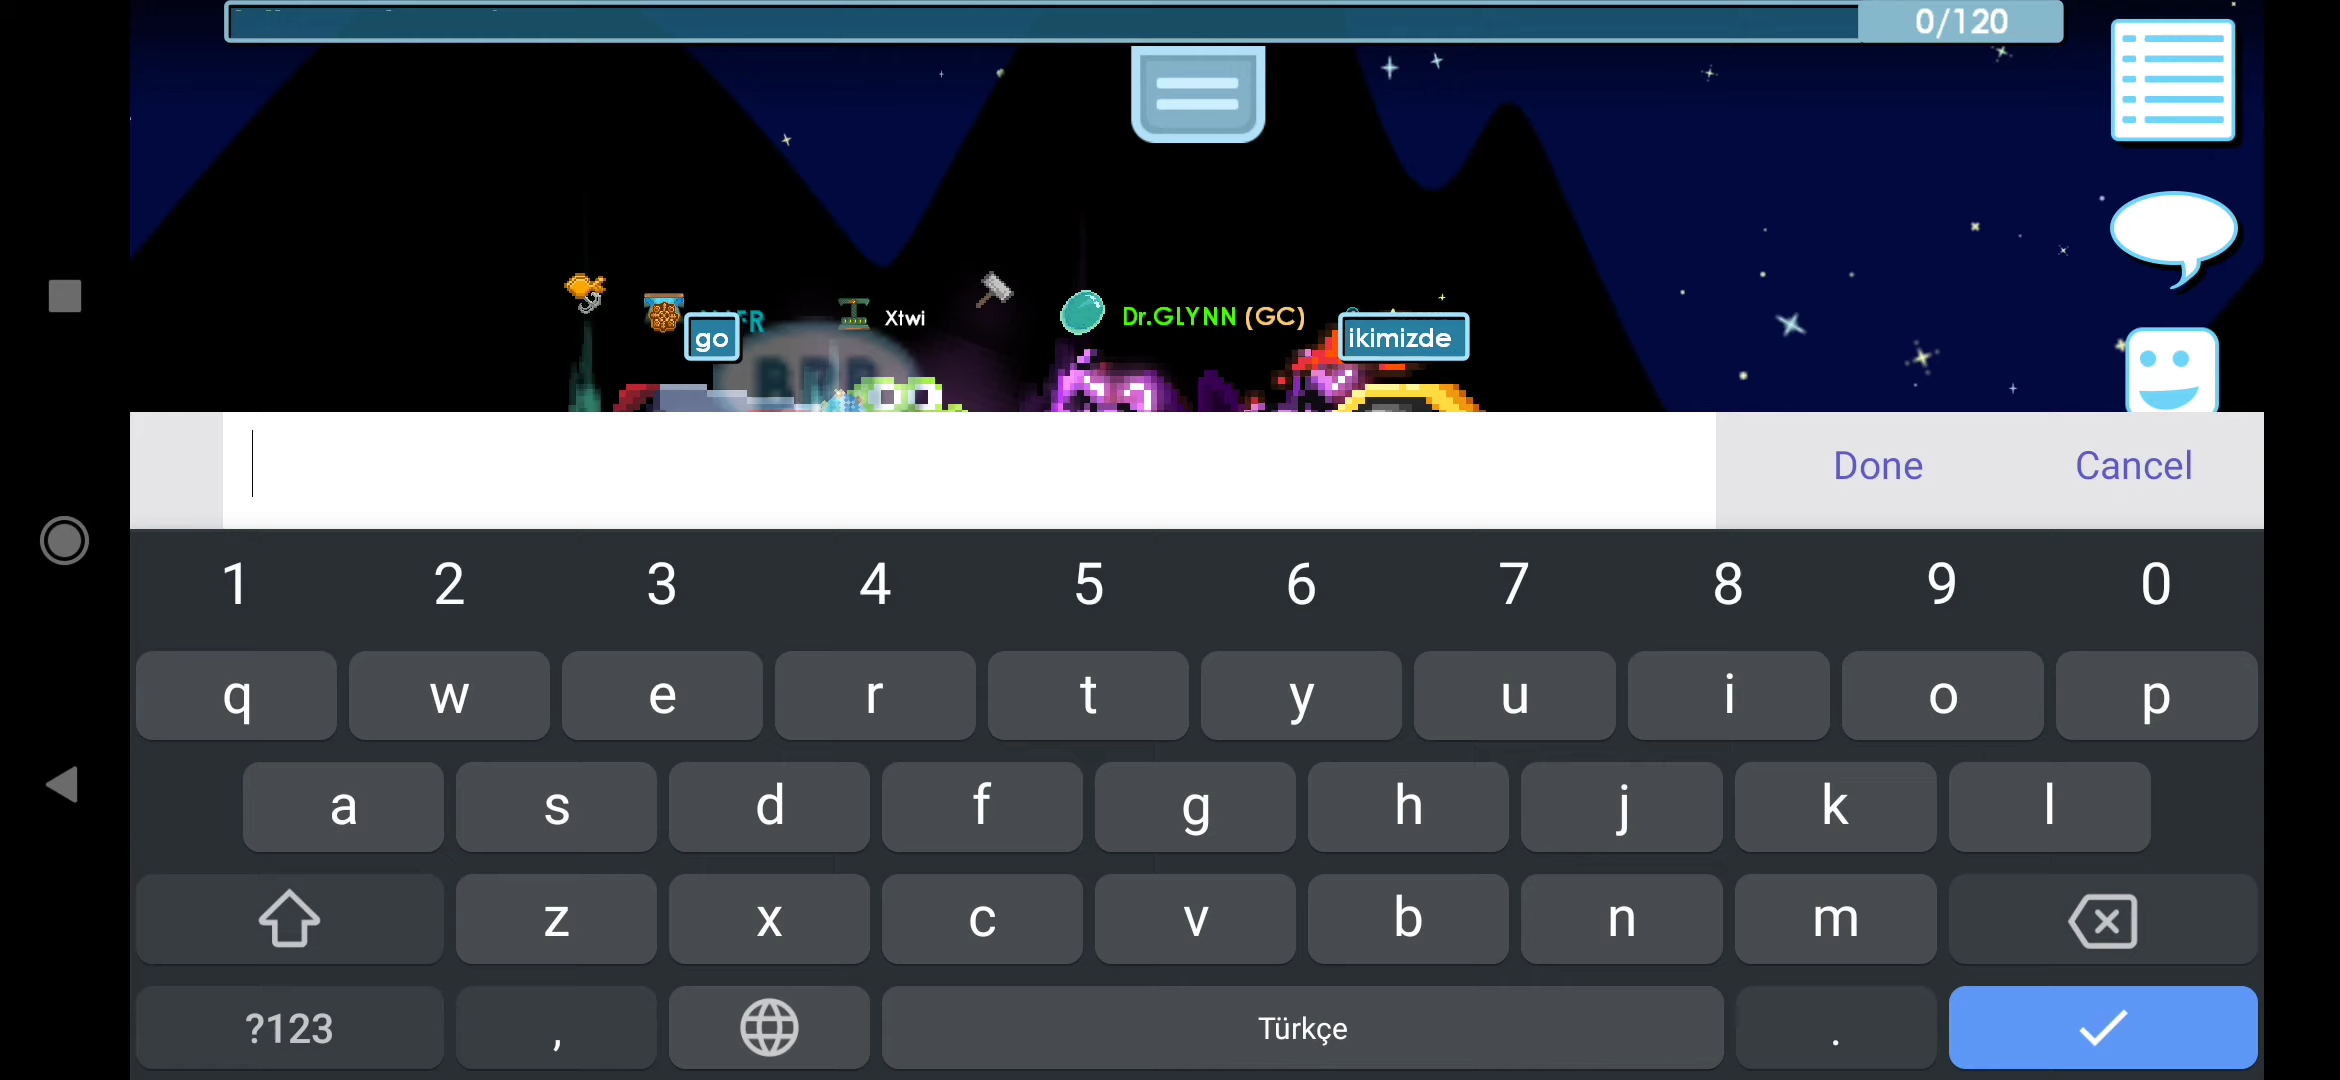 0/120
Xtwi
Dr.GLYNN (GC)
go
ikimizde
Done
Cancel
1 2 3 4 5 6 7 8 9 0
q w e r t y u i o p
a s d f g h j k l
z x c v b n m
?123 , Türkçe .